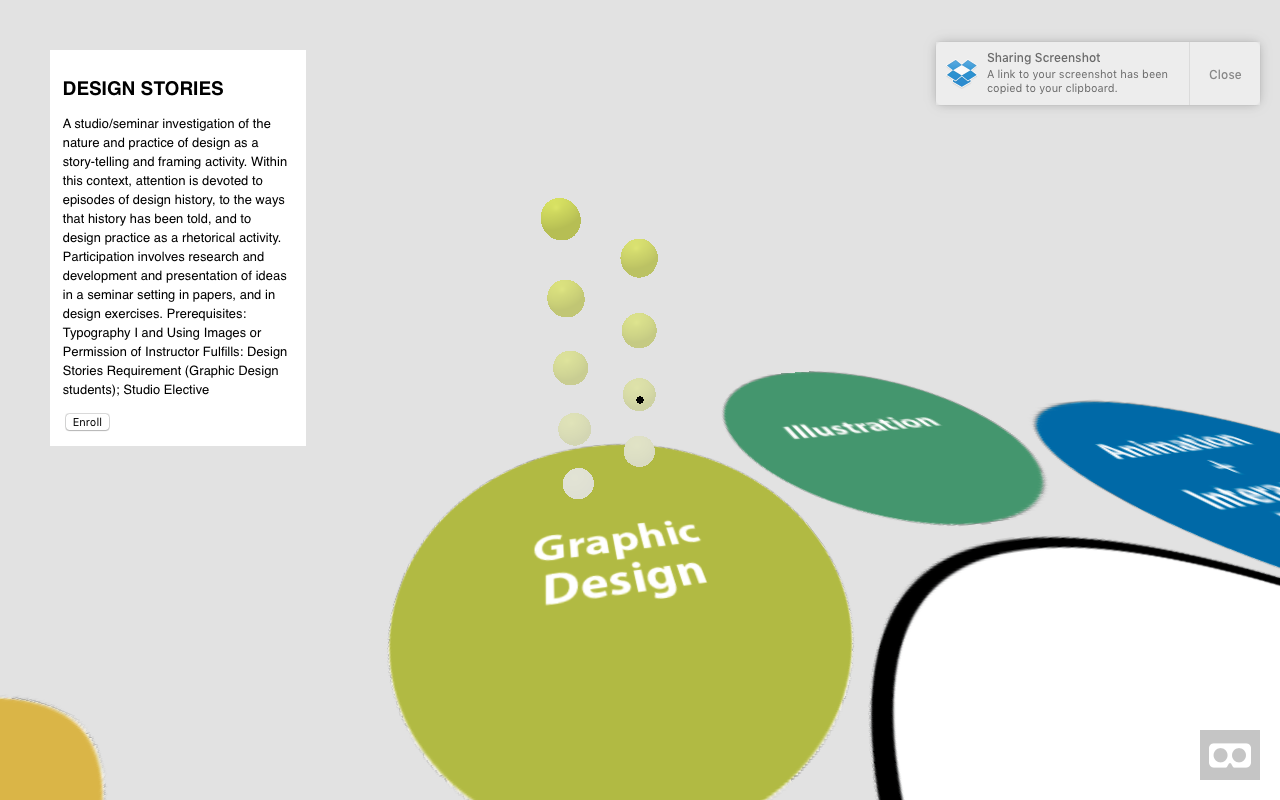 DESIGN STORIES
A studio/seminar investigation of the
nature and practice of design as a
story-telling and framing activity. Within
this context, attention is devoted to
episodes of design history, to the ways
that history has been told, and to
design practice as a rhetorical activity.
Participation involves research and
development and presentation of ideas
in a seminar setting in papers, and in
design exercises. Prerequisites:
Typography I and Using Images or
Permission of Instructor Fulfills: Design
Stories Requirement (Graphic Design
students); Studio Elective
Enroll
Sharing Screenshot
A link to your screenshot has been
copied to your clipboard.
Close
Graphic
Design
Illustration
Animation
+